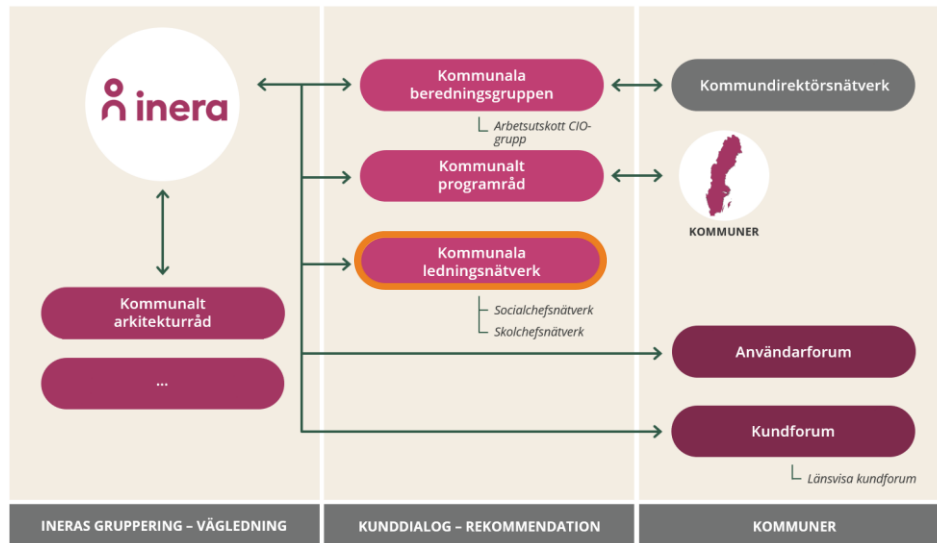 inera
Kommunalt
arkitekturråd
...
INERAS GRUPPERING – VÄGLEDNING
Kommunala
beredningsgruppen
Arbetsutskott CIO-
grupp
Kommunalt
programråd
Kommunala
ledningsnätverk
Socialchefsnätverk
Skolchefsnätverk
KUNDDIALOG – REKOMMENDATION
Kommundirektörsnätverk
KOMMUNER
Användarforum
Kundforum
Länsvisa kundforum
KOMMUNER